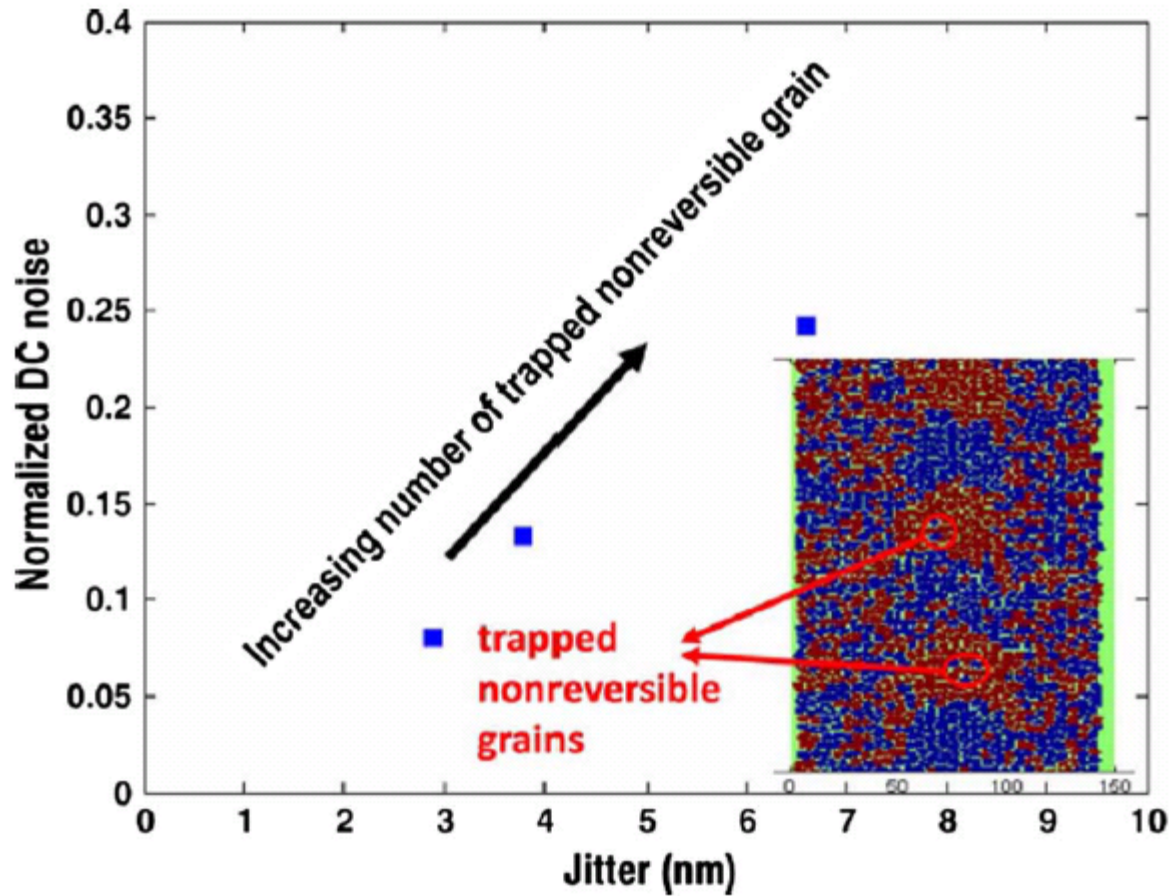 0.4
0.35
0.3
0.25
0.2
0.15
0.1
0.05
0
Normalized DC noise
Increasing number of trapped nonreversible grain
trapped
nonreversible
grains
0 50 100 150
0 1 2 3 4 5 6 7 8 9 10
Jitter (nm)